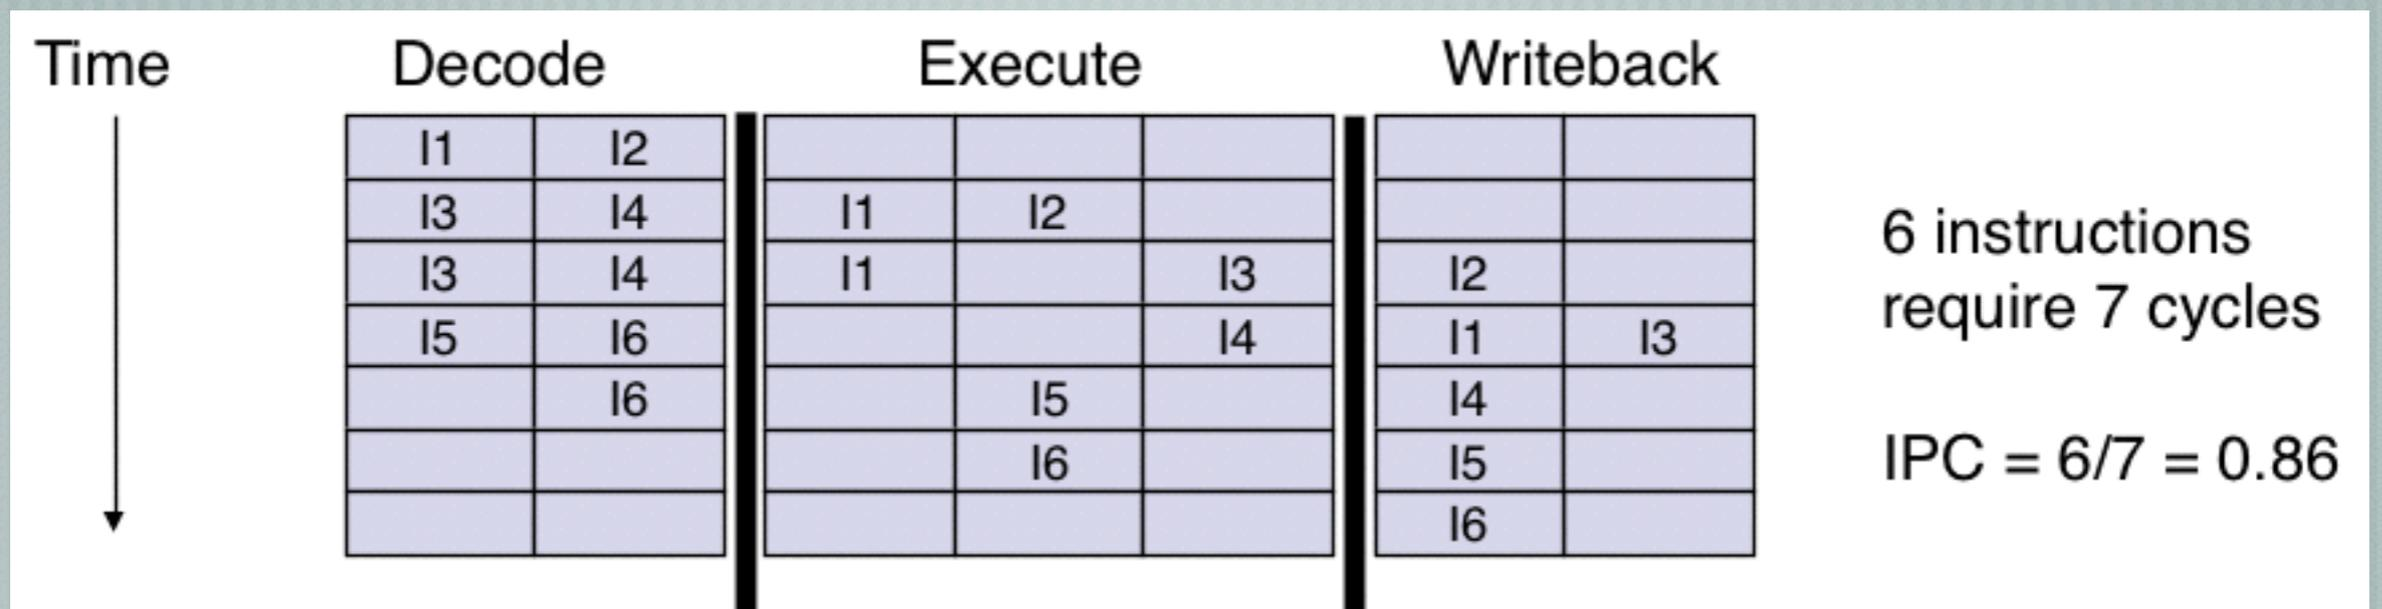 Time Decode Execute Writeback
I1 I2
I3 I4 I1 I2
I3 I4 I1 I3 I2
I5 I6 I4 I1 I3
I6 I5 I4
I6 I5
I6
6 instructions
require 7 cycles
IPC = 6/7 = 0.86